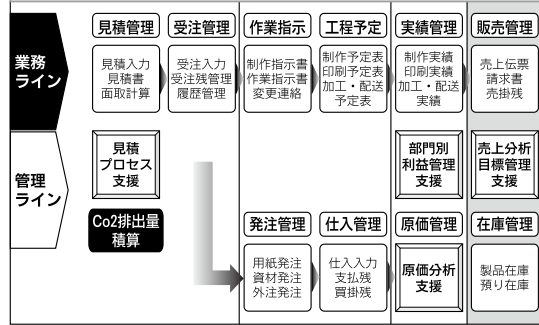 見積管理
受注管理
作業指示
工程予定
実績管理
販売管理
業務
ライン
見積入力
見積書
面取計算
受注入力
受注残管理
履歴管理
制作指示書
作業指示書
変更連絡
制作予定表
印刷予定表
加工・配送
予定表
制作実績
印刷実績
加工・配送
実績
売上伝票
請求書
売掛残
管理
ライン
見積
プロセス
支援
部門別
利益管理
支援
売上分析
目標管理
支援
Co2排出量
積算
発注管理
仕入管理
原価管理
在庫管理
用紙発注
資材発注
外注発注
仕入入力
支払残
買掛残
原価分析
支援
製品在庫
預り在庫